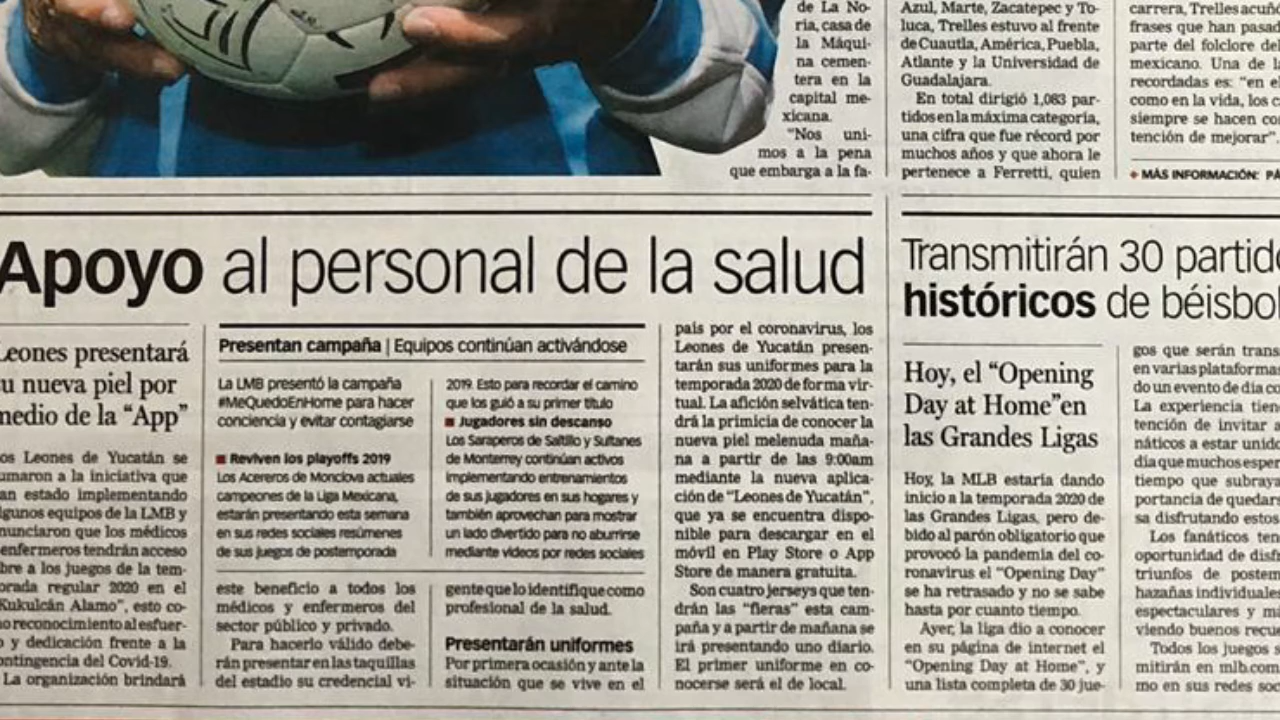 de La No-
ria, casa de
la Máqui-
na cemen-
tera en la
capital me-
xicana.
"Nos uni-
mos a la pena
que embarga a la fa-
Azul, Marte, Zacatepec y To-
luca, Trelles estuvo al frente
de Cuautla, América, Puebla,
Atlante y la Universidad de
Guadalajara.
En total dirigió 1,083 par-
tidos en la máxima categoría,
una cifra que fue récord por
muchos años y que ahora le
pertenece a Ferretti, quien
carrera, Trelles acuñó
frases que han pasad
parte del folclore del
mexicano. Una de la
recordadas es: "en e
como en la vida, los c
siempre se hacen con
tención de mejorar".
MÁS INFORMACIÓN: PÁ
Apoyo al personal de la salud
Leones presentará
u nueva piel por
medio de la "App"
os Leones de Yucatán se
umaron a la iniciativa que
an estado implementando
lgunos equipos de la LMB y
nunciaron que los médicos
enfermeros tendrán acceso
bre a los juegos de la tem-
orada regular 2020 en el
Kukulcán Alamo", esto co-
o reconocimiento al esfuer-
o y dedicación frente a la
ontingencia del Covid-19.
La organización brindará
Presentan campaña | Equipos continúan activándose
La LMB presentó la campaña
#MeQuedoEnHome para hacer
conciencia y evitar contagiarse
Reviven los playoffs 2019
Los Acereros de Monclova actuales
campeones de la Liga Mexicana,
estarán presentando esta semana
en sus redes sociales resúmenes
de sus juegos de postemporada
2019. Esto para recordar el camino
que los guió a su primer título
Jugadores sin descanso
Los Saraperos de Saltillo y Sultanes
de Monterrey continúan activos
implementando entrenamientos
de sus jugadores en sus hogares y
también aprovechan para mostrar
un lado divertido para no aburrirse
mediante videos por redes sociales
este beneficio a todos los
médicos y enfermeros del
sector público y privado.
Para hacerlo válido debe-
rán presentar en las taquillas
del estadio su credencial vi-
gente que lo identifique como
profesional de la salud.
Presentarán uniformes
Por primera ocasión y ante la
situación que se vive en el
país por el coronavirus, los
Leones de Yucatán presen-
tarán sus uniformes para la
temporada 2020 de forma vir-
tual. La afición selvática ten-
drá la primicia de conocer la
nueva piel melenuda maña-
na a partir de las 9:00am
mediante la nueva aplica-
ción de "Leones de Yucatán",
que ya se encuentra dispo-
nible para descargar en el
móvil en Play Store o App
Store de manera gratuita.
Son cuatro jerseys que ten-
drán las "fieras" esta cam-
paña y a partir de mañana se
irá presentando uno diario.
El primer uniforme en co-
nocerse será el de local.
Transmitirán 30 partido
históricos de béisbol
Hoy, el "Opening
Day at Home"en
las Grandes Ligas
Hoy, la MLB estaría dando
inicio a la temporada 2020 de
las Grandes Ligas, pero de-
bido al parón obligatorio que
provocó la pandemia del co-
ronavirus el "Opening Day"
se ha retrasado y no se sabe
hasta por cuanto tiempo.
Ayer, la liga dio a conocer
en su página de internet el
"Opening Day at Home", y
una lista completa de 30 jue-
gos que serán trans
en varias plataformas
do un evento de día co
La experiencia tien
tención de invitar a
náticos a estar unido
día que muchos esper
tiempo que subraya
portancia de quedar
sa disfrutando estos
Los fanáticos ten
oportunidad de disfr
triunfos de postem
hazañas individuales
espectaculares y m
viendo buenos recue
Todos los juegos s
mitirán en mlb.com
mo en sus redes soc